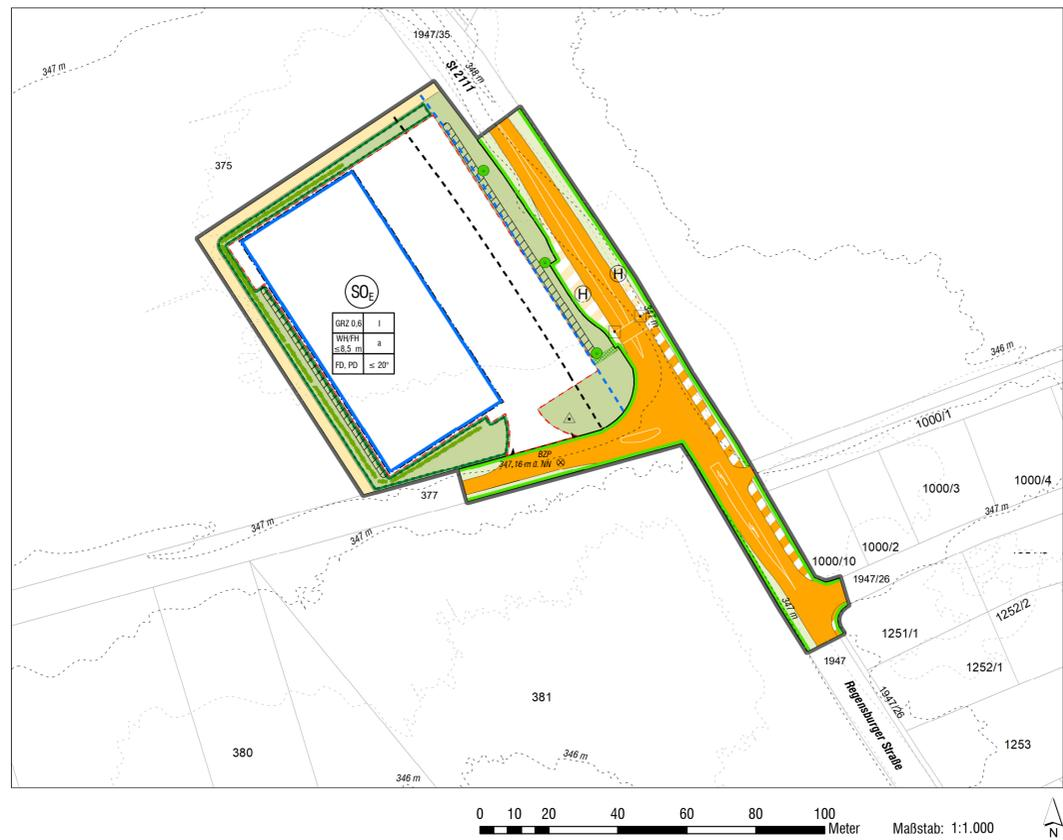 1947/35
347 m
348 m
St 2111
375
H
H
SO_E
GRZ 0,6 I
WH/FH ≤8,5 m a
FD, PD ≤ 20°
346 m
1000/1
BZP
347,16 m ü. NN
377
1000/3
1000/4
347 m
347 m
347 m
1000/2
1000/10
1947/26
347 m
1252/2
1251/1
1947
1252/1
381
1947/26
Regensburger Straße
380
1253
346 m
346 m
0 10 20 40 60 80 100
Meter Maßstab: 1:1.000
N